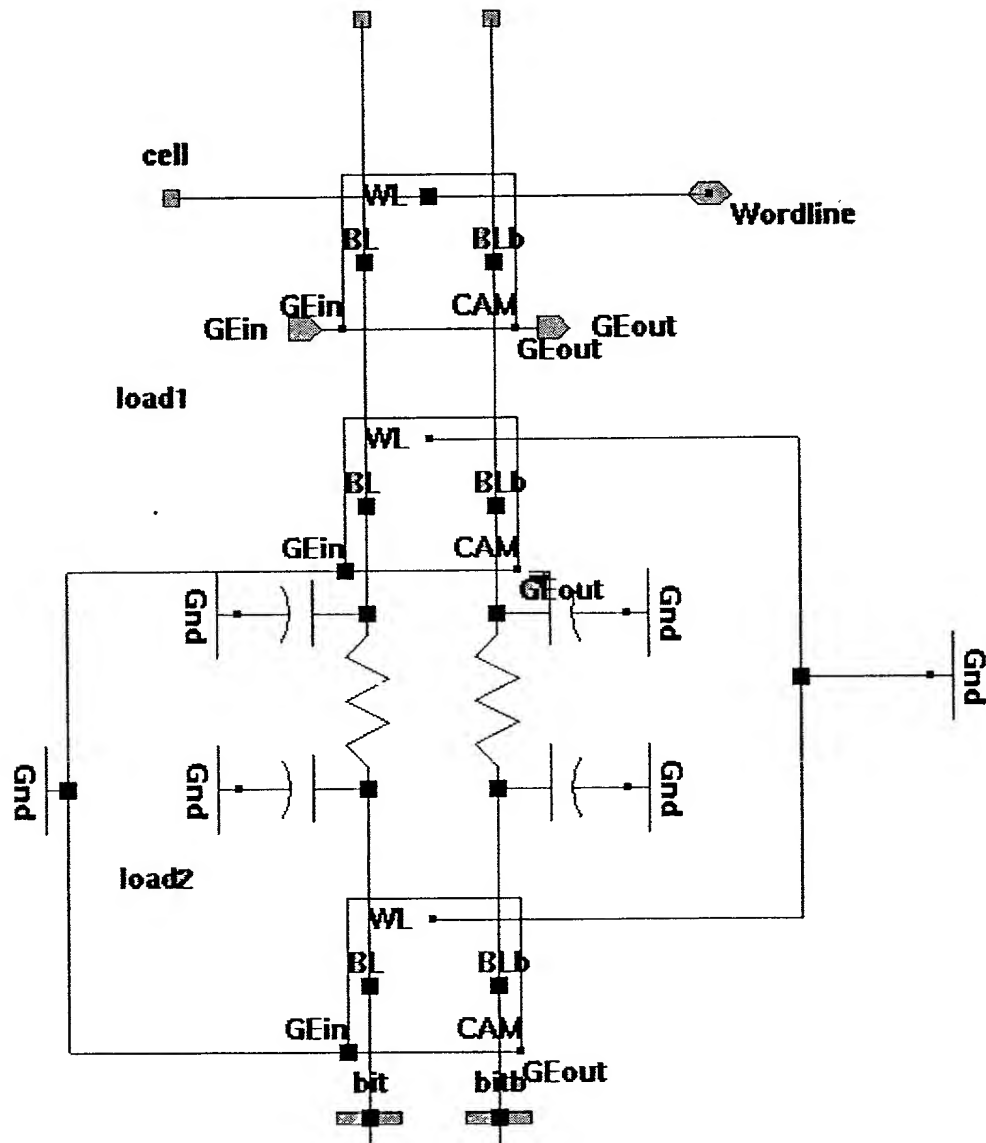 cell
WL
Wordline
BL
BLb
GEin
CAM
GEin
GEout
GEout
load1
WL
BL
BLb
GEin
CAM
GEout
Gnd
Gnd
Gnd
Gnd
Gnd
Gnd
load2
WL
BL
BLb
GEin
CAM
GEout
bit
bitb